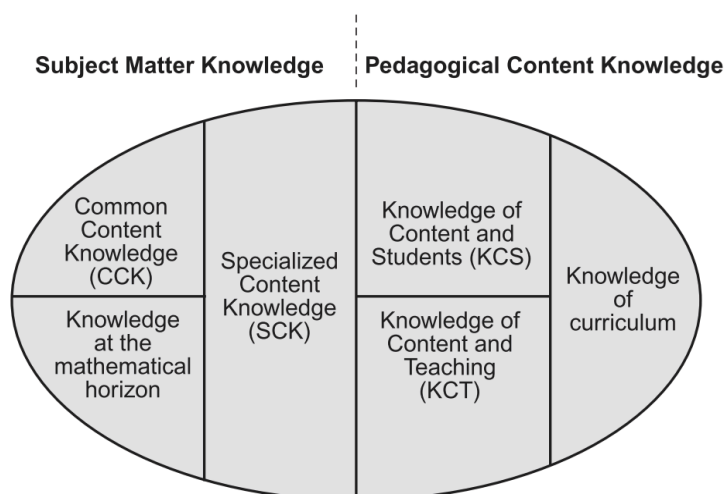 Subject Matter Knowledge
Pedagogical Content Knowledge
Common
Content
Knowledge
(CCK)
Knowledge
at the
mathematical
horizon
Specialized
Content
Knowledge
(SCK)
Knowledge of
Content and
Students (KCS)
Knowledge of
Content and
Teaching
(KCT)
Knowledge
of
curriculum